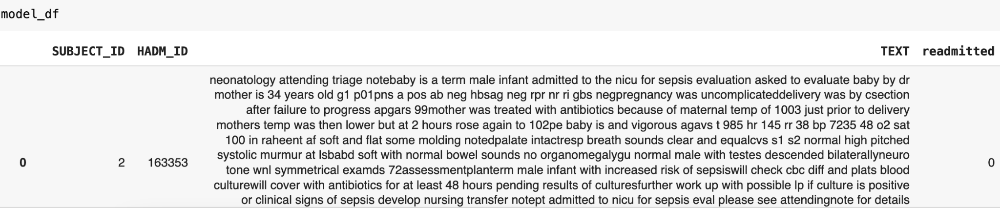 model_df
SUBJECT_ID HADM_ID TEXT readmitted
neonatology attending triage notebaby is a term male infant admitted to the nicu for sepsis evaluation asked to evaluate baby by dr
mother is 34 years old g1 p01pns a pos ab neg hbsag neg rpr nr ri gbs negpregnancy was uncomplicateddelivery was by csection
after failure to progress apgars 99mother was treated with antibiotics because of maternal temp of 1003 just prior to delivery
mothers temp was then lower but at 2 hours rose again to 102pe baby is and vigorous agavs t 985 hr 145 rr 38 bp 7235 48 o2 sat
100 in raheent af soft and flat some molding notedpalate intactresp breath sounds clear and equalcvs s1 s2 normal high pitched
systolic murmur at lsbabd soft with normal bowel sounds no organomegalygu normal male with testes descended bilaterallyneuro
0 2 163353 tone wnl symmetrical examds 72assessmentplanterm male infant with increased risk of sepsiswill check cbc diff and plats blood 0
culturewill cover with antibiotics for at least 48 hours pending results of culturesfurther work up with possible lp if culture is positive
or clinical signs of sepsis develop nursing transfer notept admitted to nicu for sepsis eval please see attendingnote for details